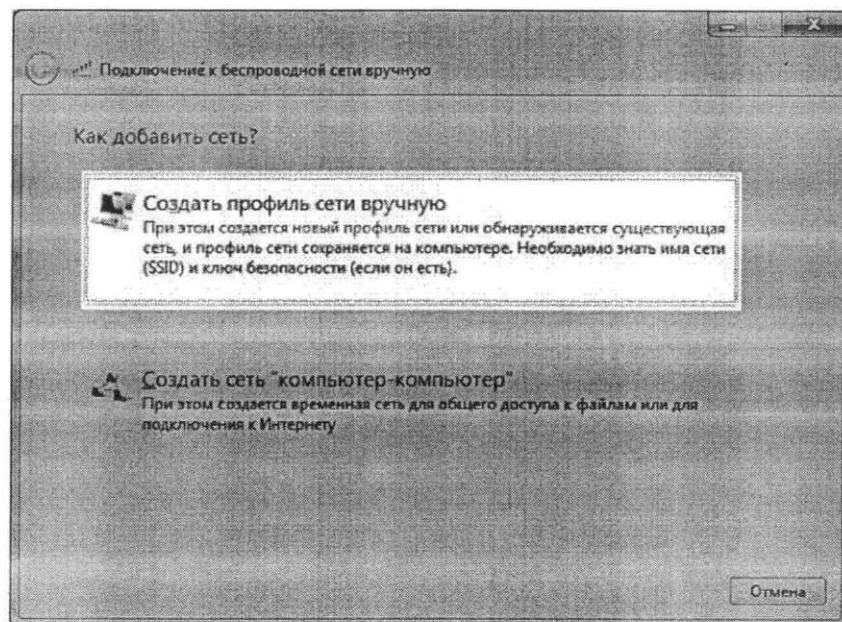 Подключение к беспроводной сети вручную
Как добавить сеть?
Создать профиль сети вручную
При этом создается новый профиль сети или обнаруживается существующая
сеть, и профиль сети сохраняется на компьютере. Необходимо знать имя сети
(SSID) и ключ безопасности (если он есть).
Создать сеть "компьютер-компьютер"
При этом создается временная сеть для общего доступа к файлам или для
подключения к Интернету
Отмена